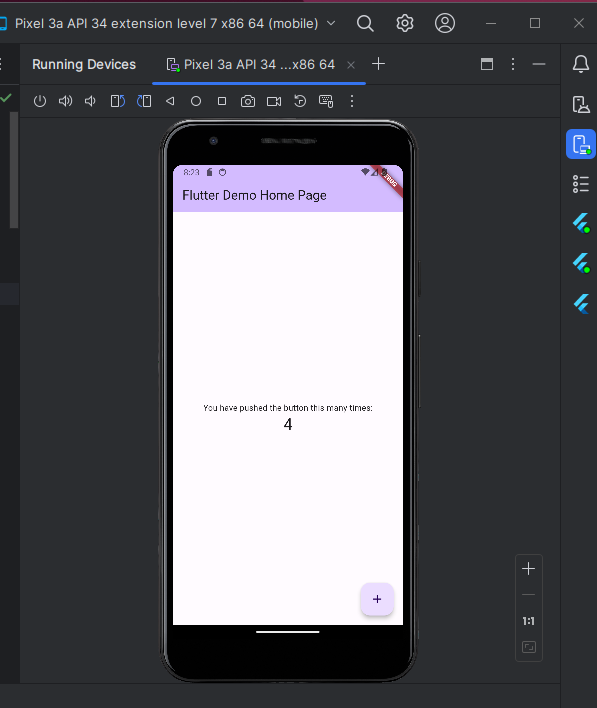 Pixel 3a API 34 extension level 7 x86 64 (mobile)
Running Devices
Pixel 3a API 34 ...x86 64
8:23
DEBUG
Flutter Demo Home Page
You have pushed the button this many times:
4
+
1:1